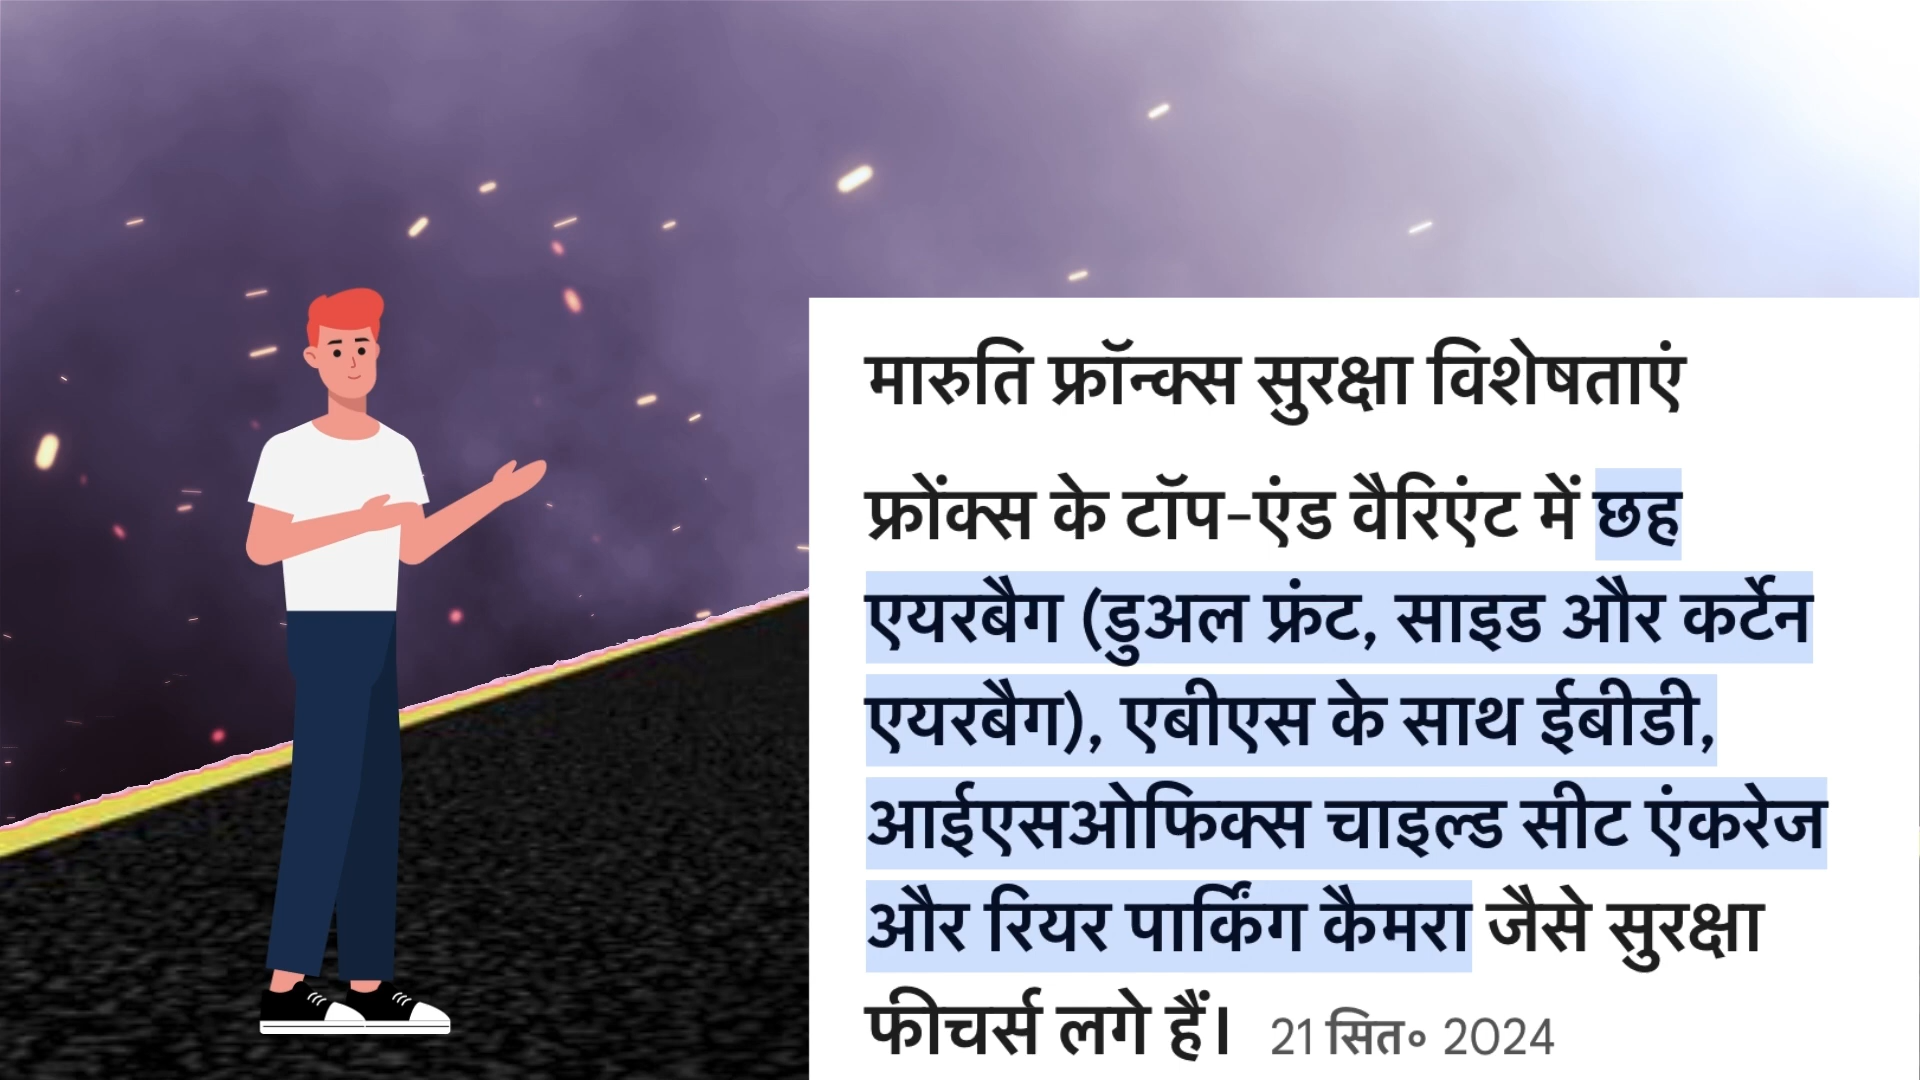 मारुति फ्रॉन्क्स सुरक्षा विशेषताएं
फ्रोंक्स के टॉप-एंड वैरिएंट में छह
एयरबैग (डुअल फ्रंट, साइड और कर्टेन
एयरबैग), एबीएस के साथ ईबीडी,
आईएसओफिक्स चाइल्ड सीट एंकरेज
और रियर पार्किंग कैमरा जैसे सुरक्षा
फीचर्स लगे हैं। 21 सित॰ 2024